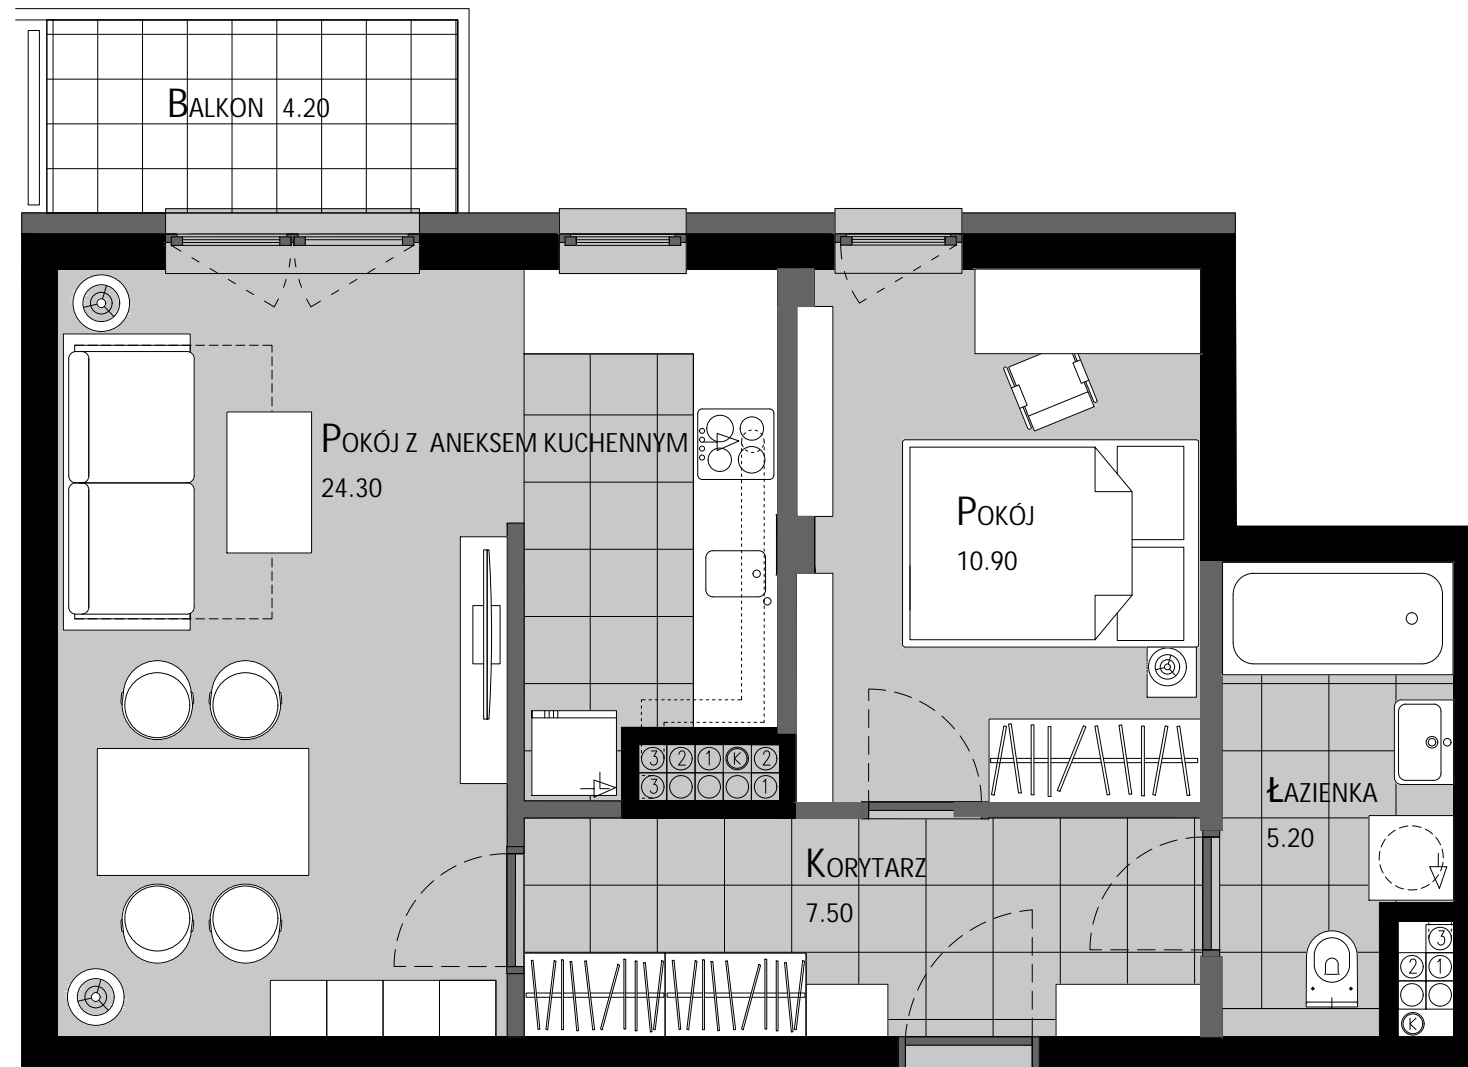 BALKON 4.20
POKÓJ Z ANEKSEM KUCHENNYM
24.30
POKÓJ
10.90
3 2 1 K 2
3 1
ŁAZIENKA
5.20
KORYTARZ
7.50
3
2 1
K